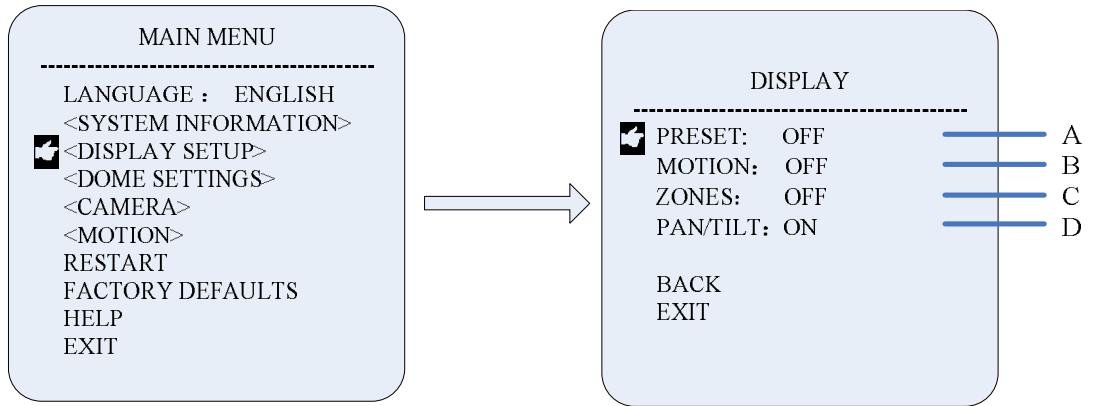 MAIN MENU
LANGUAGE： ENGLISH
<SYSTEM INFORMATION>
<DISPLAY SETUP>
<DOME SETTINGS>
<CAMERA>
<MOTION>
RESTART
FACTORY DEFAULTS
HELP
EXIT
DISPLAY
PRESET: OFF A
MOTION： OFF B
ZONES： OFF C
PAN/TILT：ON D
BACK
EXIT